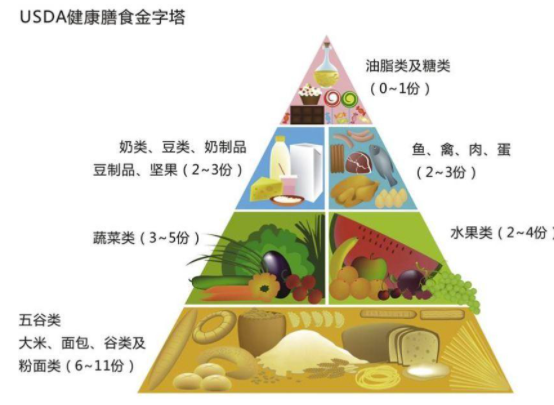 USDA健康膳食金字塔
油脂类及糖类
（0~1份）
奶类、豆类、奶制品
豆制品、坚果（2~3份）
鱼、禽、肉、蛋
（2~3份）
蔬菜类（3~5份）
水果类（2~4份）
五谷类
大米、面包、谷类及
粉面类（6~11份）